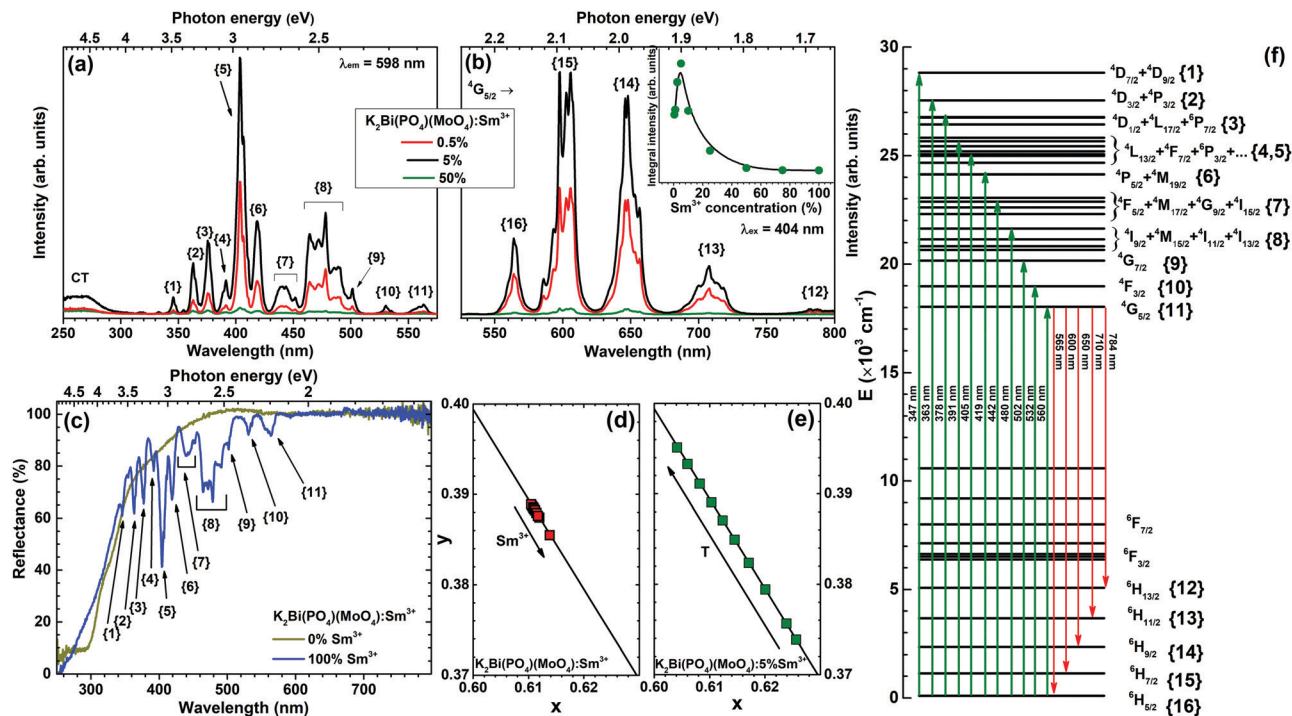 Photon energy (eV)
4.5 4 3.5 3 2.5
(a)
λem = 598 nm
{5}
K₂Bi(PO₄)(MoO₄):Sm³⁺
0.5%
5%
50%
{8}
{6}
{3}
{2}
{4}
{7}
{9}
{1}
{10}
{11}
CT
Intensity (arb. units)
250 300 350 400 450 500 550
Wavelength (nm)
Photon energy (eV)
2.2 2.1 2 1.9 1.8 1.7
(b)
⁴G5/2 →
{15}
{14}
{16}
{13}
{12}
Integral intensity (arb. units)
0 20 40 60 80 100
Sm³⁺ concentration (%)
λex = 404 nm
Intensity (arb. units)
600 650 700 750 800
Wavelength (nm)
Photon energy (eV)
4.5 4 3.5 3 2.5 2
(c)
100
80
60
40
20
0
Reflectance (%)
{1}
{2}
{3}
{4}
{5}
{6}
{7}
{8}
{9}
{10}
{11}
K₂Bi(PO₄)(MoO₄):Sm³⁺
0% Sm³⁺
100% Sm³⁺
300 400 500 600 700
Wavelength (nm)
(d)
0.40
0.39
0.38
0.37
y
Sm³⁺
K₂Bi(PO₄)(MoO₄):Sm³⁺
0.60 0.61 0.62
x
(e)
0.40
0.39
0.38
0.37
T
K₂Bi(PO₄)(MoO₄):5%Sm³⁺
0.60 0.61 0.62
x
(f)
E (×10³ cm⁻¹)
30
25
20
15
10
5
0
⁴D7/2+⁴D9/2 {1}
⁴D3/2+⁴P3/2 {2}
⁴D1/2+⁴L17/2+⁶P7/2 {3}
⁴L13/2+⁴F7/2+⁶P3/2+... {4,5}
⁴P5/2+⁴M19/2 {6}
⁴F5/2+⁴M17/2+⁴G9/2+⁴I15/2 {7}
⁴I9/2+⁴M15/2+⁴I11/2+⁴I13/2 {8}
⁴G7/2 {9}
⁴F3/2 {10}
⁴G5/2 {11}
347 nm
363 nm
378 nm
391 nm
405 nm
419 nm
442 nm
480 nm
502 nm
532 nm
560 nm
565 nm
600 nm
650 nm
710 nm
784 nm
⁶F7/2
⁶F3/2
⁶H13/2 {12}
⁶H11/2 {13}
⁶H9/2 {14}
⁶H7/2 {15}
⁶H5/2 {16}